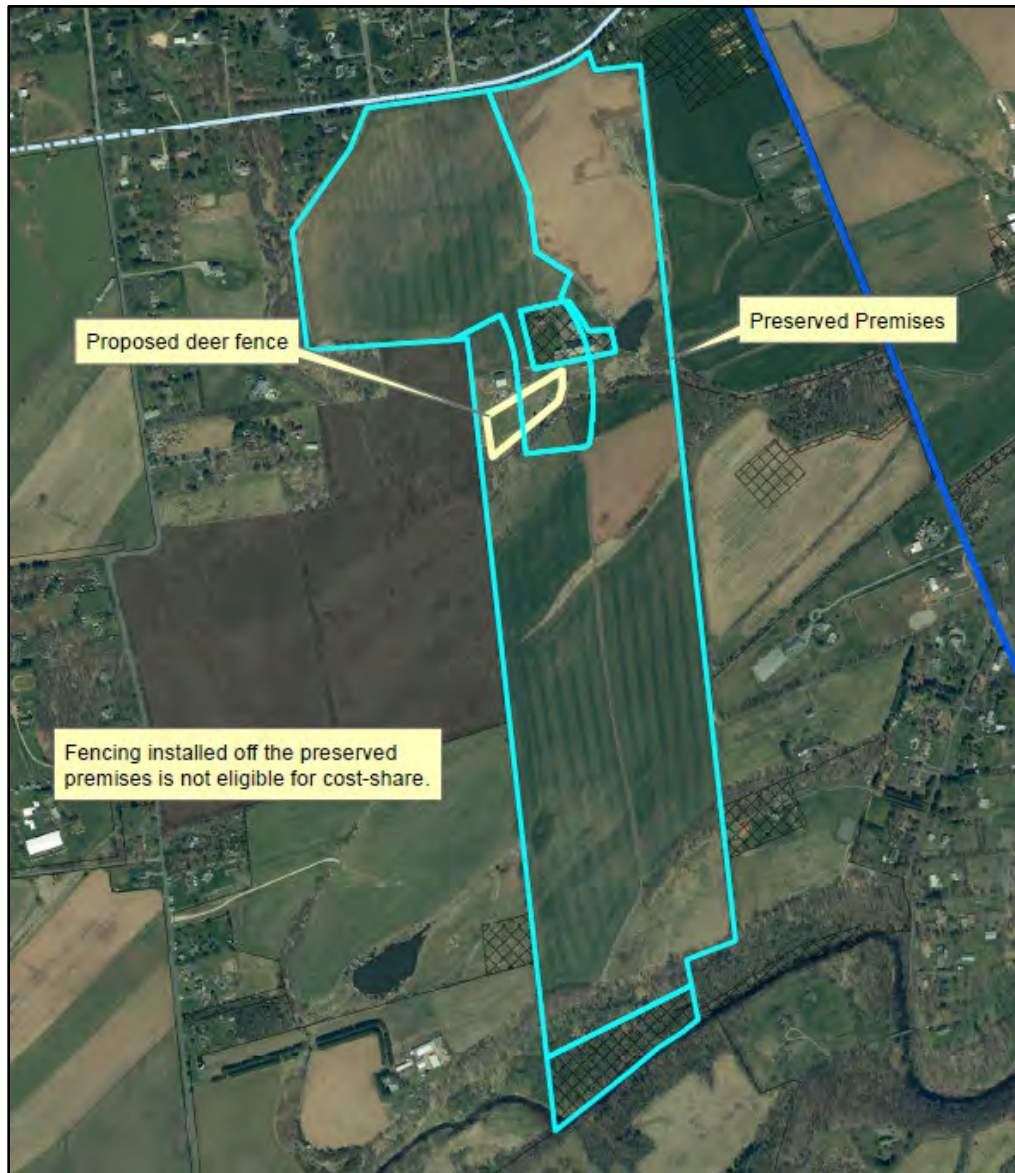 Proposed deer fence
Preserved Premises
Fencing installed off the preserved
premises is not eligible for cost-share.